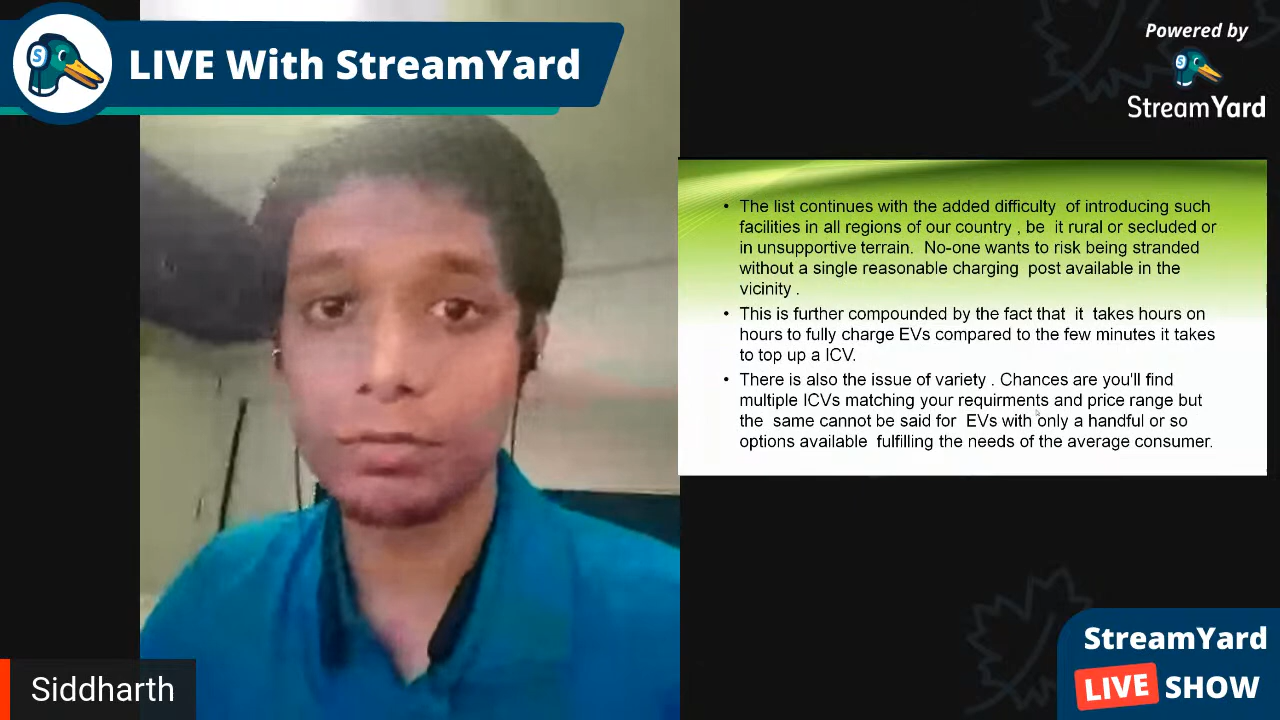 LIVE With StreamYard
Powered by
StreamYard
• The list continues with the added difficulty of introducing such
facilities in all regions of our country , be it rural or secluded or
in unsupportive terrain. No-one wants to risk being stranded
without a single reasonable charging post available in the
vicinity .
• This is further compounded by the fact that it takes hours on
hours to fully charge EVs compared to the few minutes it takes
to top up a ICV.
• There is also the issue of variety . Chances are you'll find
multiple ICVs matching your requirments and price range but
the same cannot be said for EVs with only a handful or so
options available fulfilling the needs of the average consumer.
Siddharth
StreamYard
LIVE SHOW